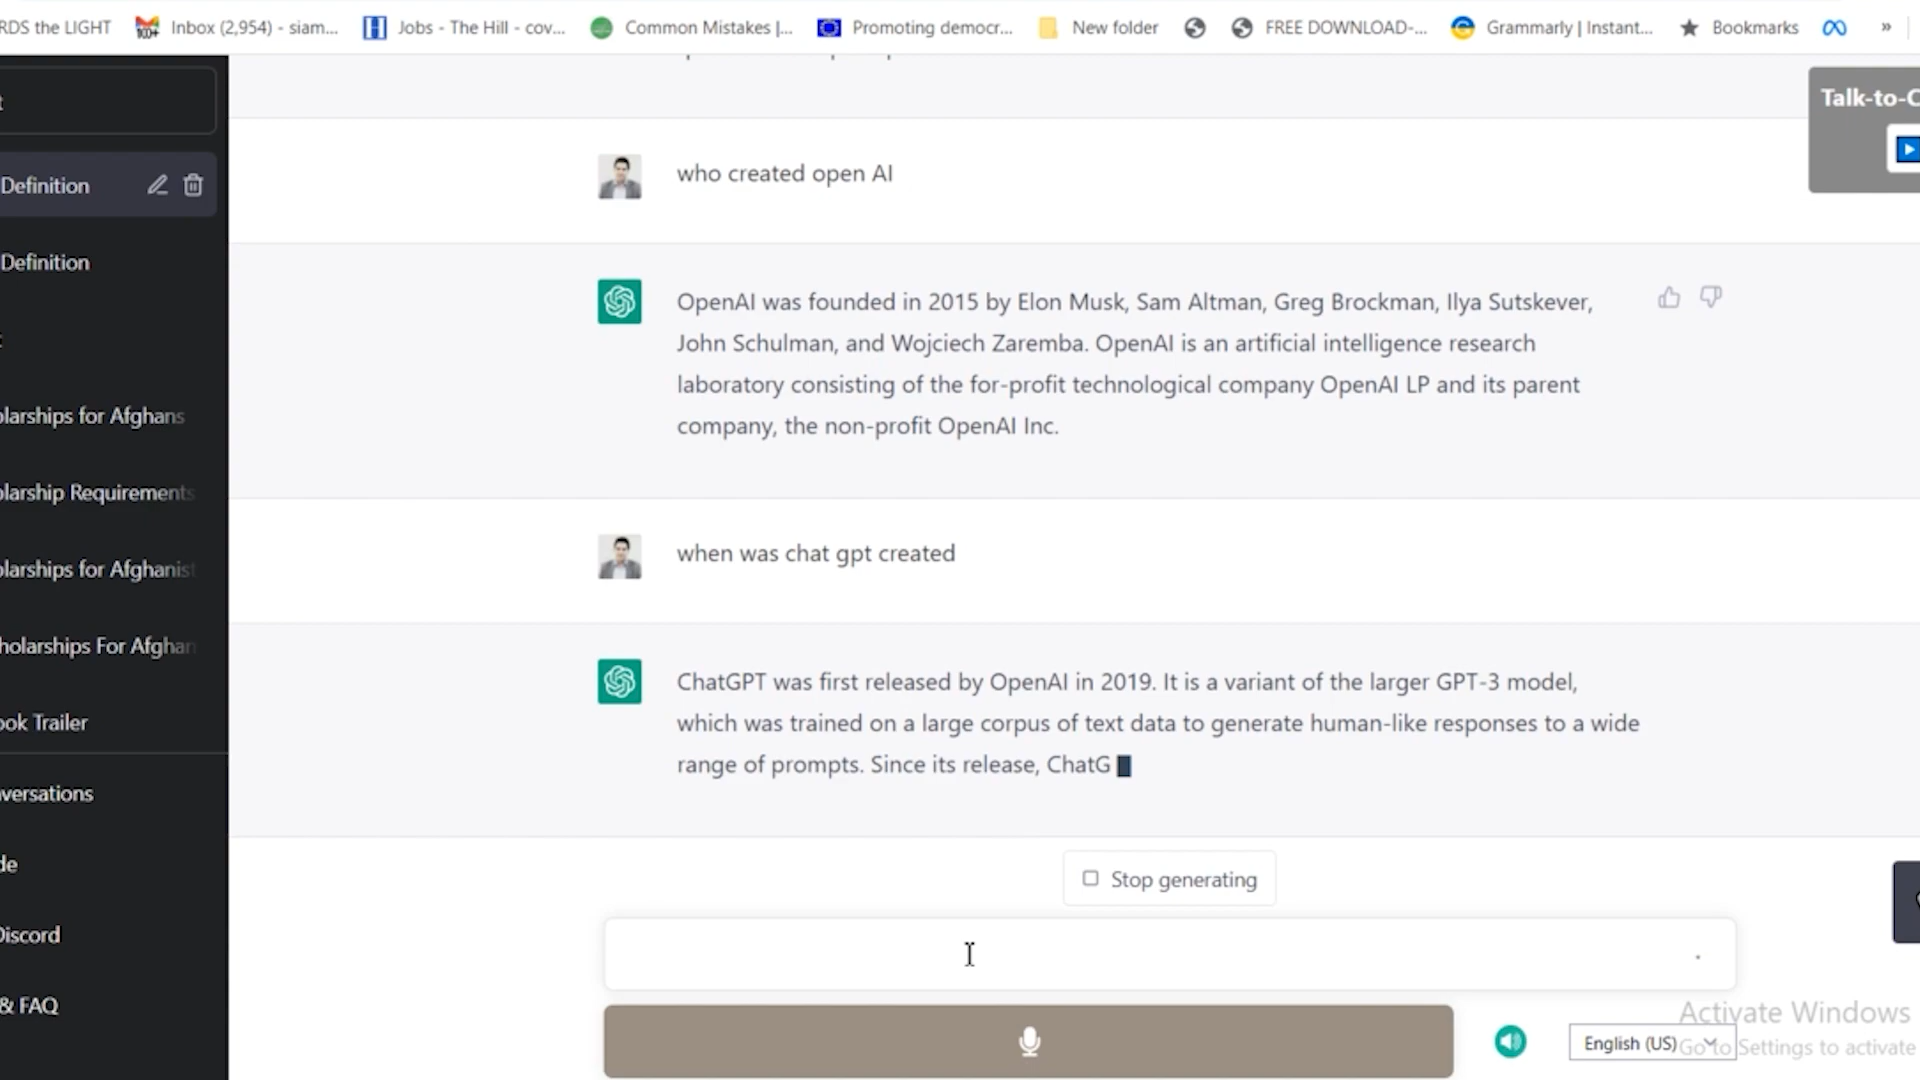 RDS the LIGHT Inbox (2,954) - siam... Jobs - The Hill - cov... Common Mistakes |... Promoting democr... New folder FREE DOWNLOAD-... Grammarly | Instant... Bookmarks »
Talk-to-C
who created open AI
Definition
Definition
OpenAI was founded in 2015 by Elon Musk, Sam Altman, Greg Brockman, Ilya Sutskever,
John Schulman, and Wojciech Zaremba. OpenAI is an artificial intelligence research
laboratory consisting of the for-profit technological company OpenAI LP and its parent
company, the non-profit OpenAI Inc.
olarships for Afghans
olarship Requirements
olarships for Afghanist
holarships For Afghan
ook Trailer
when was chat gpt created
ChatGPT was first released by OpenAI in 2019. It is a variant of the larger GPT-3 model,
which was trained on a large corpus of text data to generate human-like responses to a wide
range of prompts. Since its release, ChatG
nversations
de
Discord
& FAQ
Stop generating
English (US)
Activate Windows
Go to Settings to activate